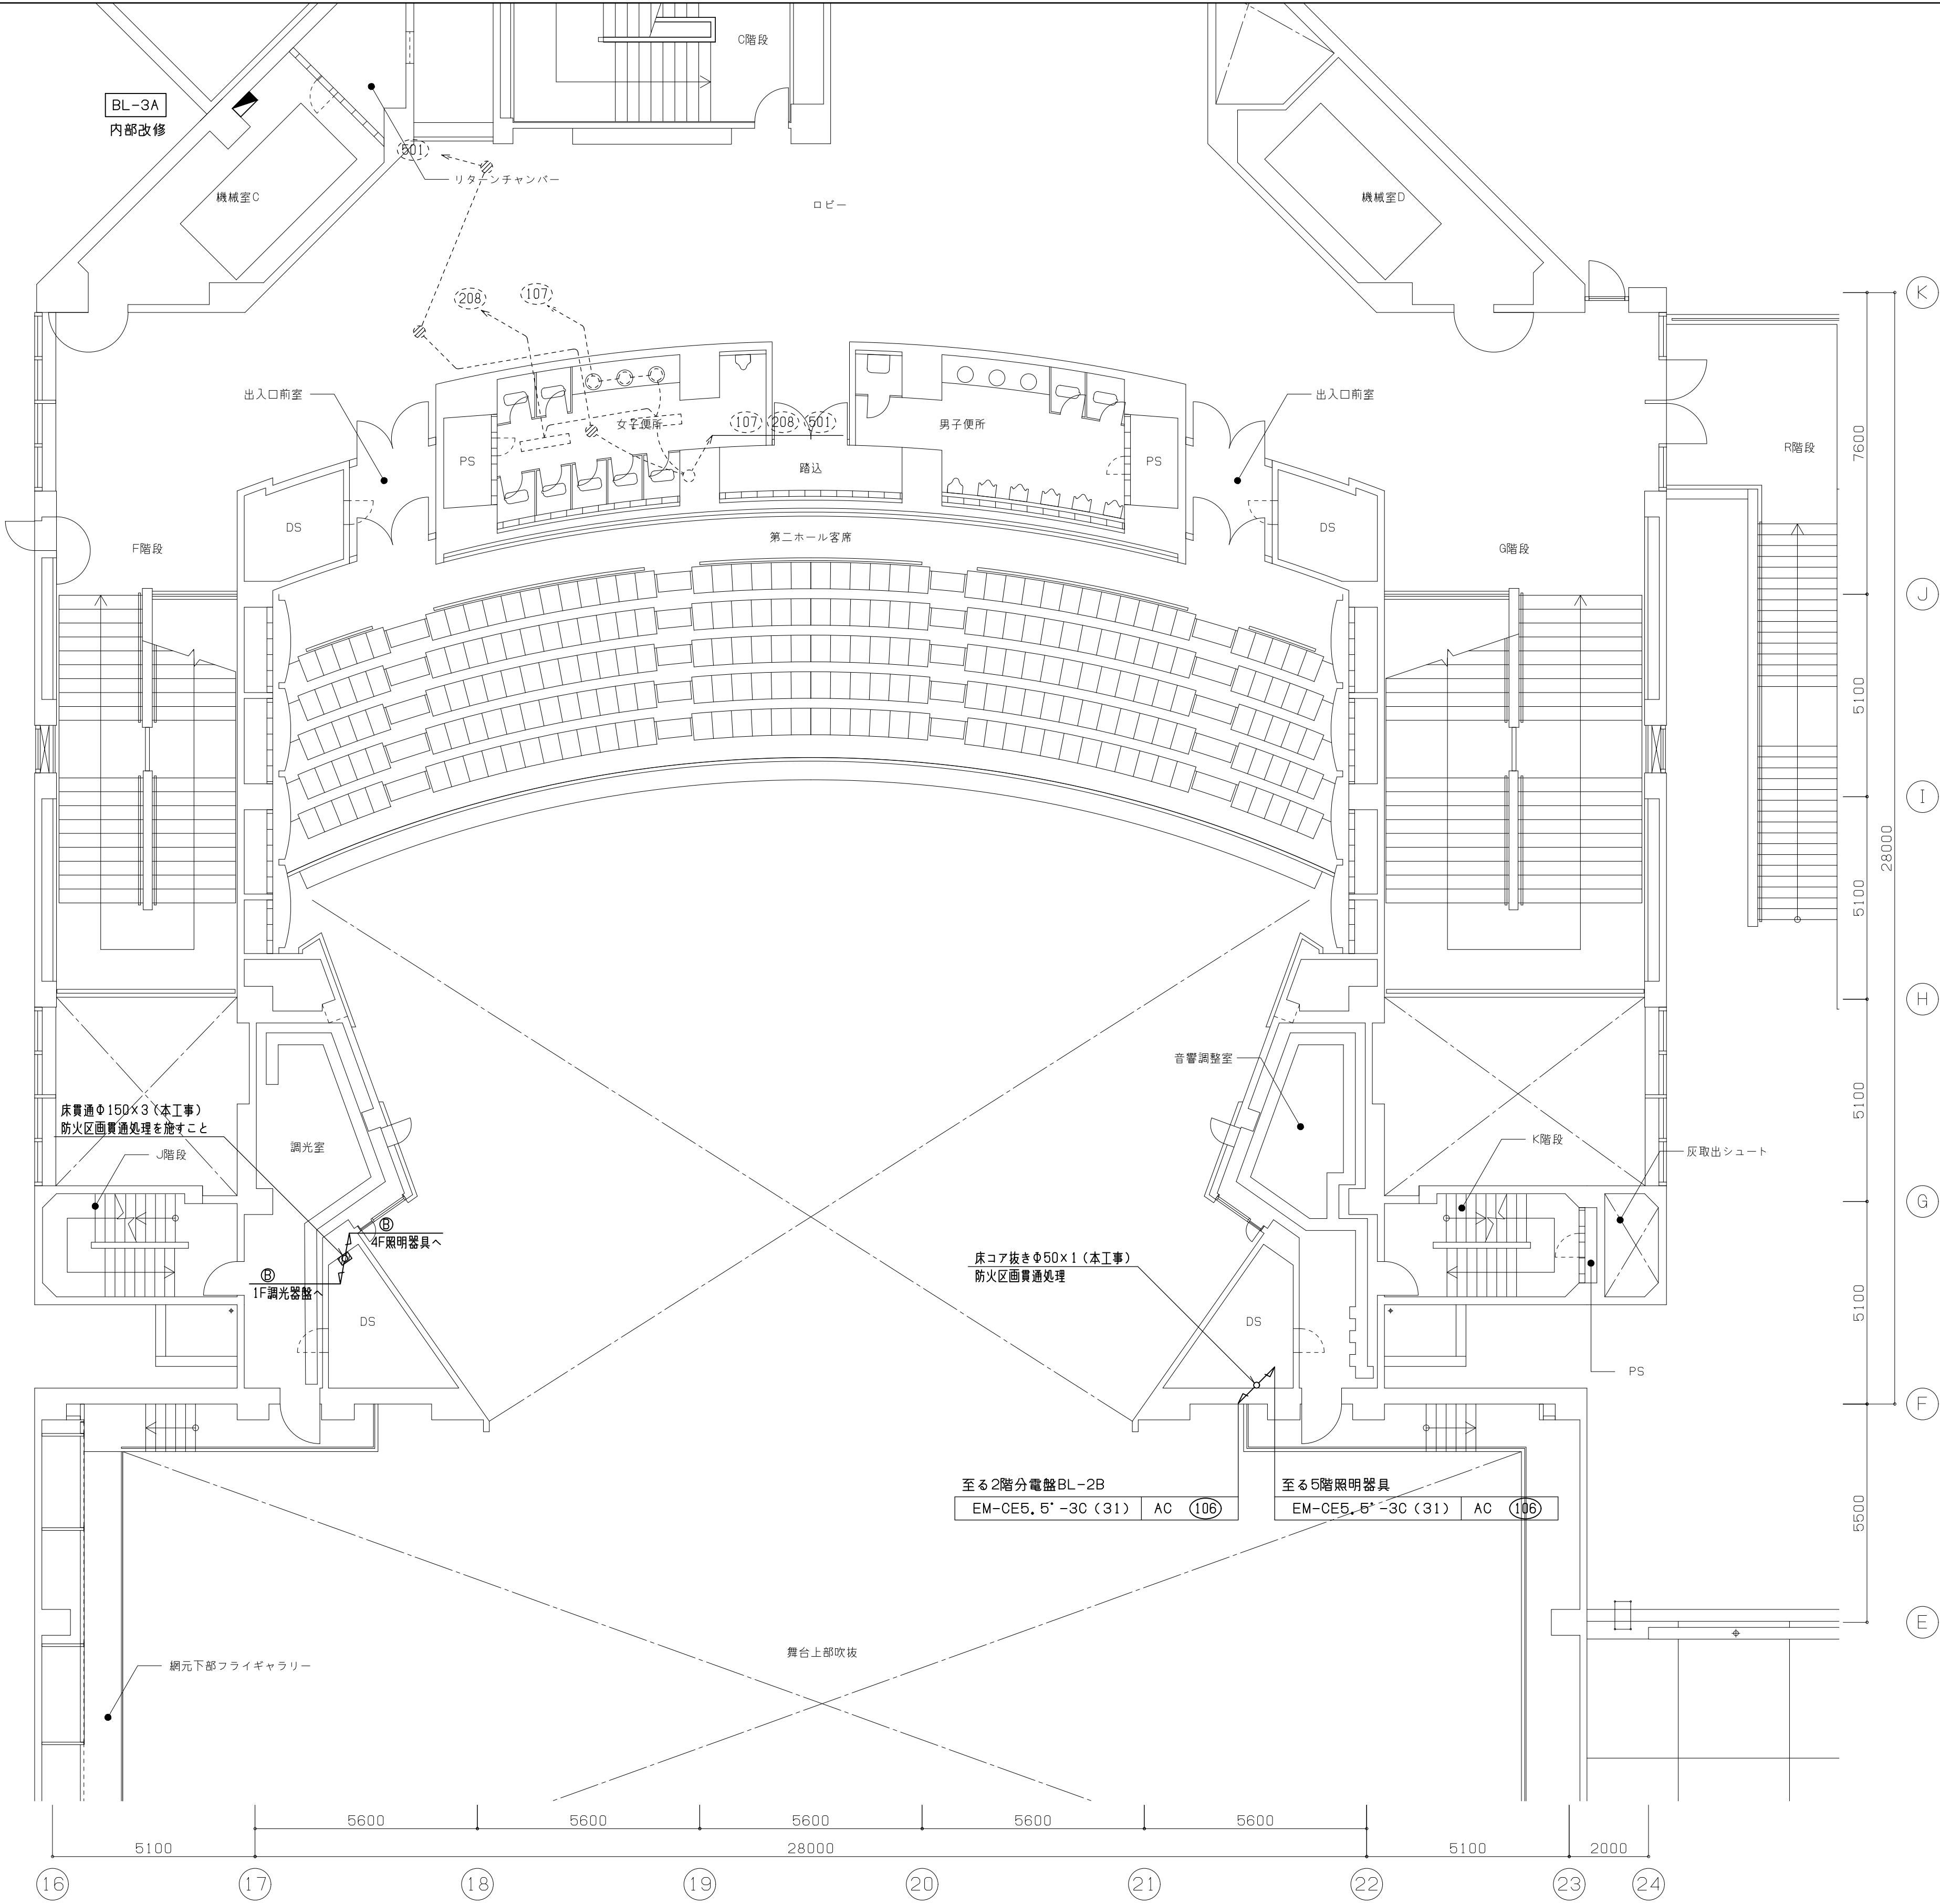 C階段
BL-3A
内部改修
501
リターンチャンバー
機械室C
ロビー
機械室D
K
208
107
出入口前室
出入口前室
女子便所
107
208
501
男子便所
7600
R階段
PS
踏込
PS
DS
第二ホール客席
DS
F階段
G階段
J
5100
I
28000
5100
H
音響調整室
5100
床貫通Φ150×3(本工事)
防火区画貫通処理を施すこと
調光室
K階段
J階段
灰取出シュート
G
B
4F照明器具へ
床コア抜きΦ50×1(本工事)
防火区画貫通処理
B
1F調光器盤へ
5100
DS
DS
PS
F
至る2階分電盤BL-2B
EM-CE5.5゜-3C(31) AC 106
至る5階照明器具
EM-CE5.5゜-3C(31) AC 106
5500
E
舞台上部吹抜
網元下部フライギャラリー
5600 5600 5600 5600 5600
5100 28000 5100 2000
16 17 18 19 20 21 22 23 24